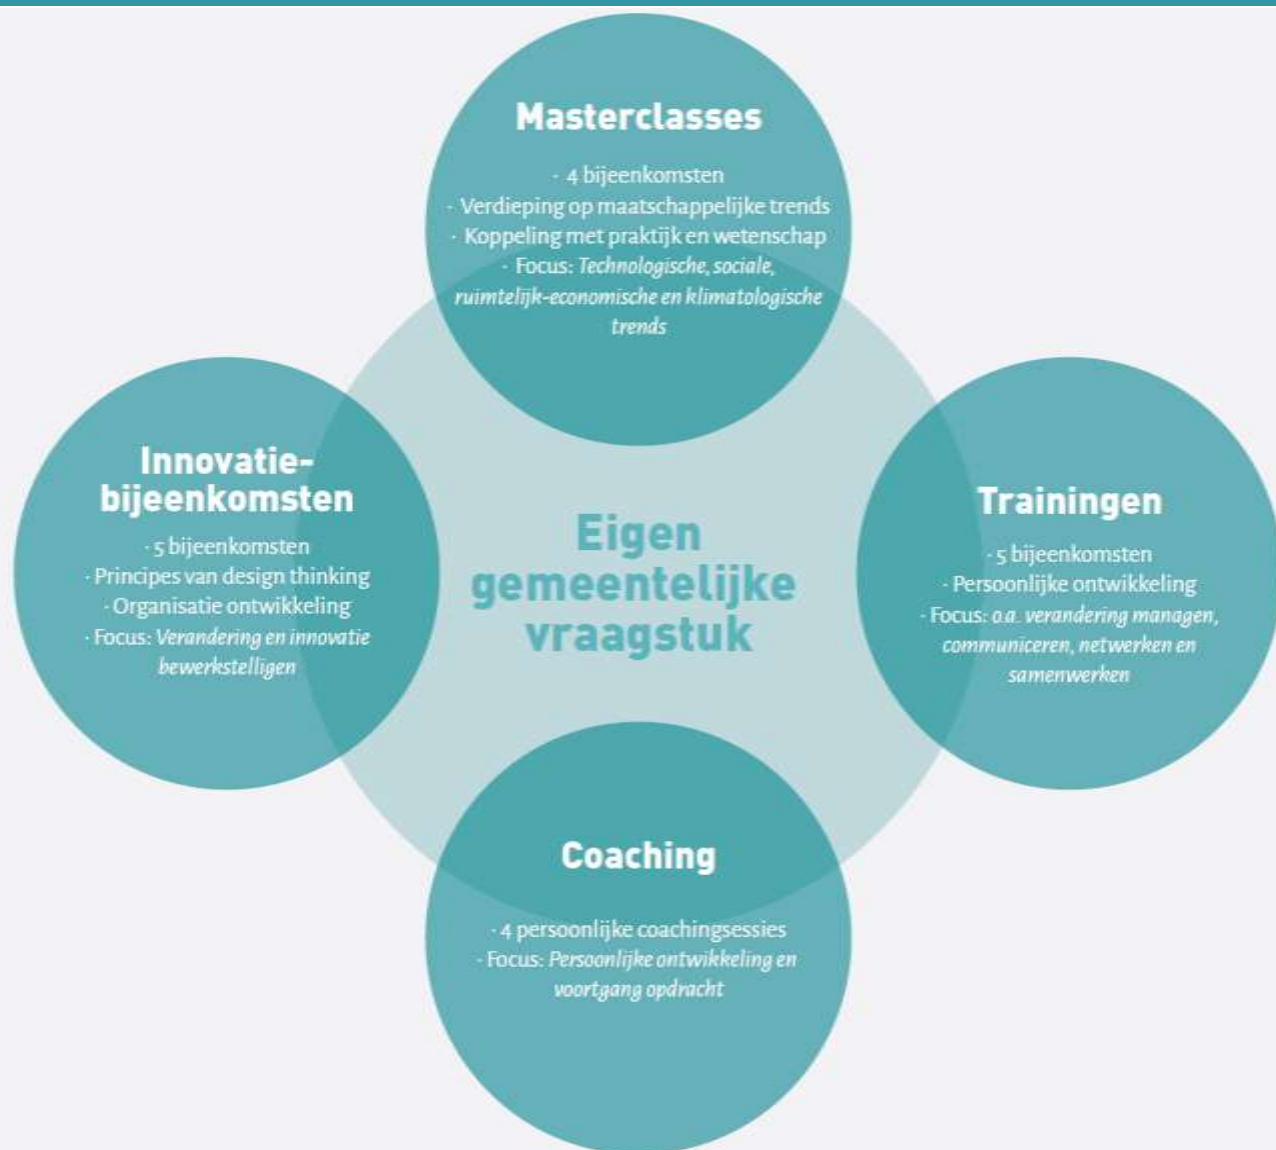 Masterclasses
· 4 bijeenkomsten
· Verdieping op maatschappelijke trends
· Koppeling met praktijk en wetenschap
· Focus: Technologische, sociale,
ruimtelijk-economische en klimatologische
trends
Innovatie-
bijeenkomsten
· 5 bijeenkomsten
· Principes van design thinking
· Organisatie ontwikkeling
· Focus: Verandering en innovatie
bewerkstelligen
Eigen
gemeentelijke
vraagstuk
Trainingen
· 5 bijeenkomsten
· Persoonlijke ontwikkeling
· Focus: o.a. verandering managen,
communiceren, netwerken en
samenwerken
Coaching
· 4 persoonlijke coachingsessies
· Focus: Persoonlijke ontwikkeling en
voortgang opdracht